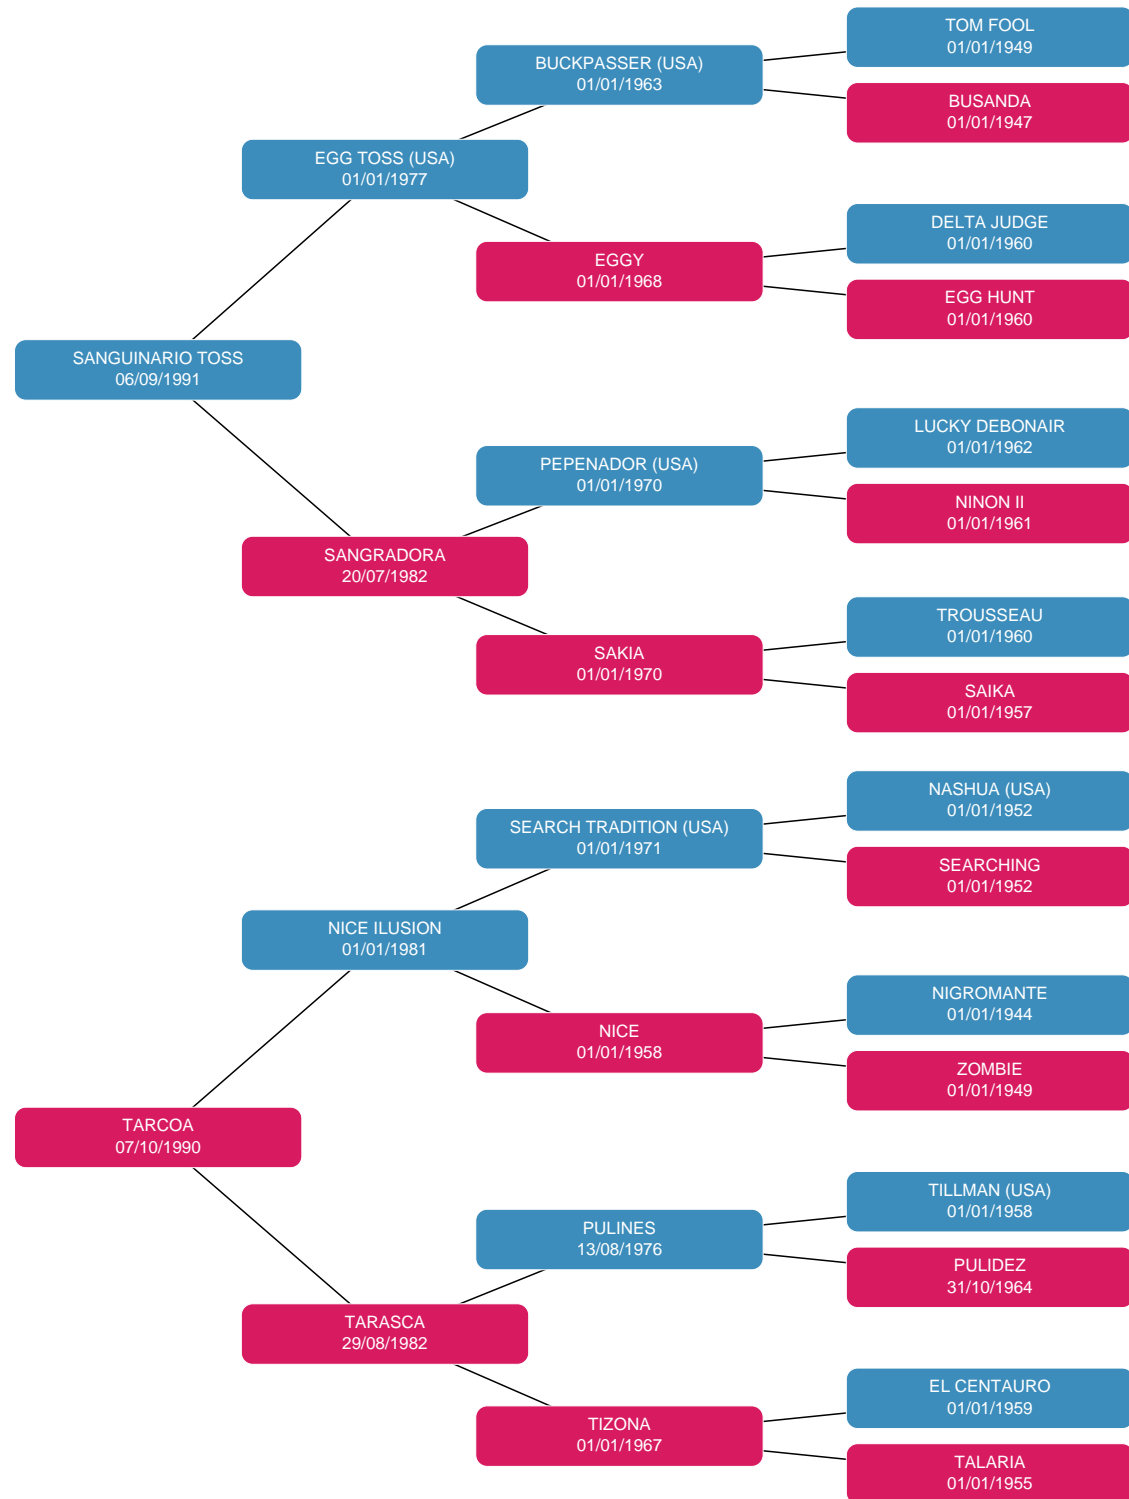 TOM FOOL
01/01/1949
BUCKPASSER (USA)
01/01/1963
BUSANDA
01/01/1947
EGG TOSS (USA)
01/01/1977
DELTA JUDGE
01/01/1960
EGGY
01/01/1968
EGG HUNT
01/01/1960
SANGUINARIO TOSS
06/09/1991
LUCKY DEBONAIR
01/01/1962
PEPENADOR (USA)
01/01/1970
NINON II
01/01/1961
SANGRADORA
20/07/1982
TROUSSEAU
01/01/1960
SAKIA
01/01/1970
SAIKA
01/01/1957
NASHUA (USA)
01/01/1952
SEARCH TRADITION (USA)
01/01/1971
SEARCHING
01/01/1952
NICE ILUSION
01/01/1981
NIGROMANTE
01/01/1944
NICE
01/01/1958
ZOMBIE
01/01/1949
TARCOA
07/10/1990
TILLMAN (USA)
01/01/1958
PULINES
13/08/1976
PULIDEZ
31/10/1964
TARASCA
29/08/1982
EL CENTAURO
01/01/1959
TIZONA
01/01/1967
TALARIA
01/01/1955